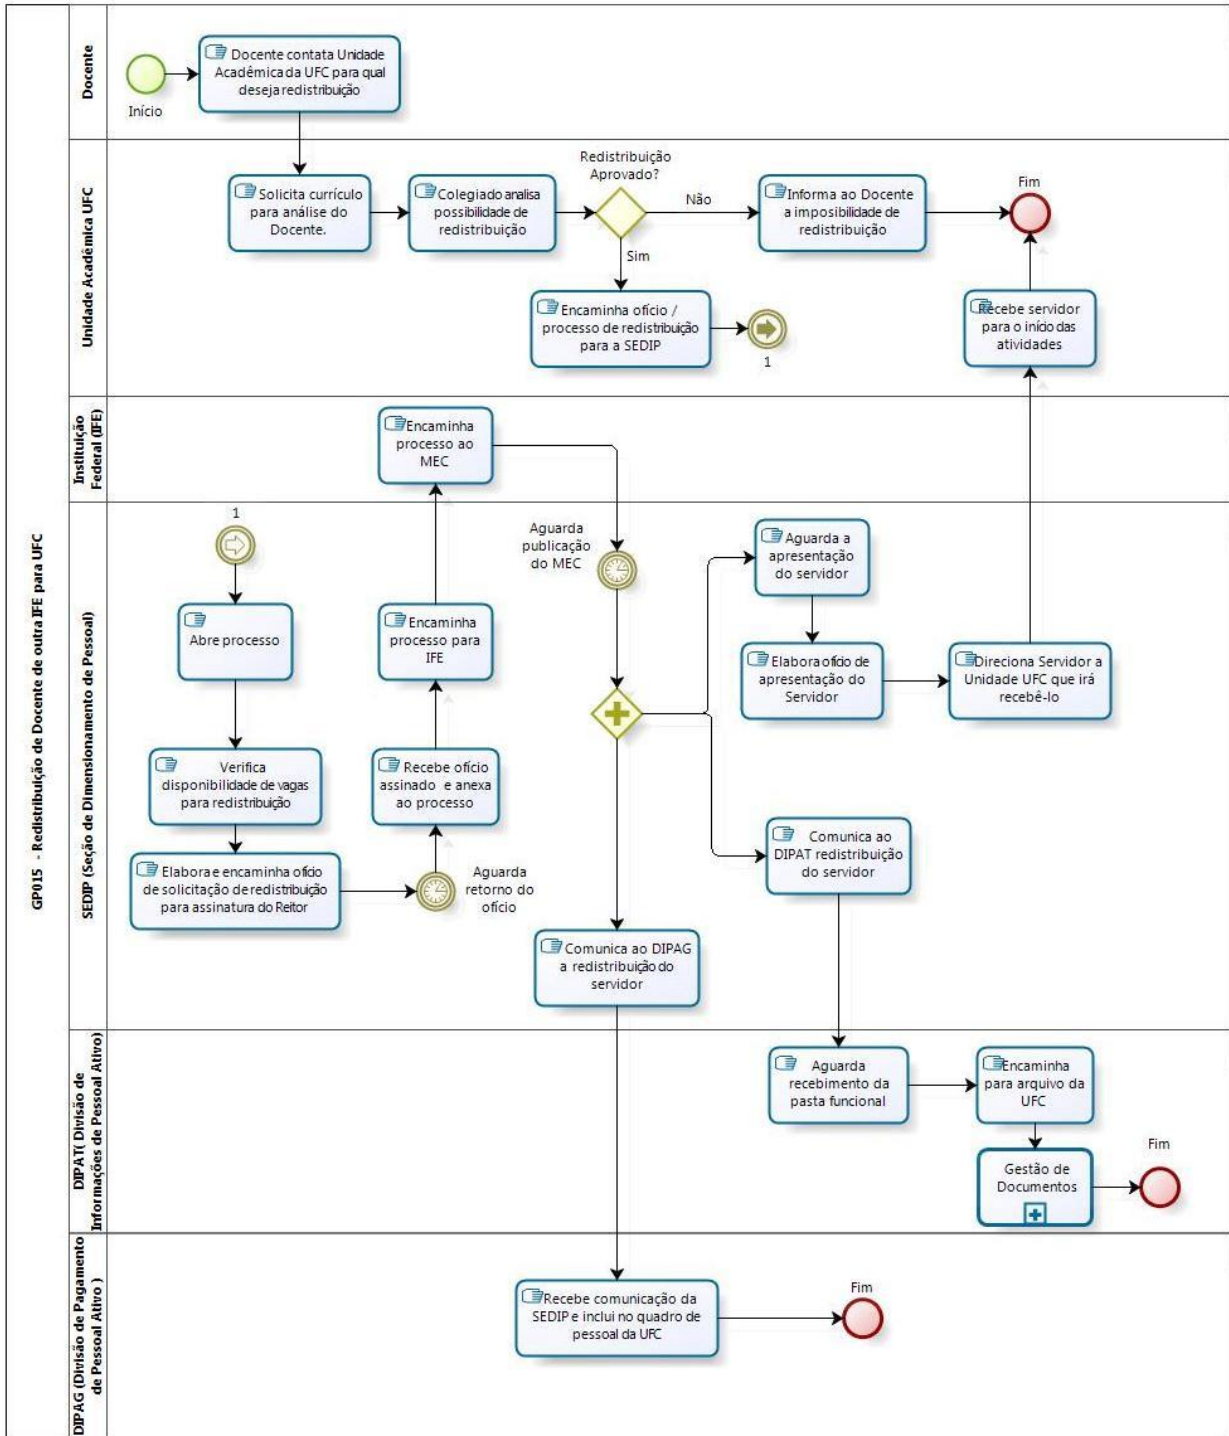 GP015 - Redistribuição de Docente de outra IFE para UFC
Docente
Início
Docente contata Unidade
Acadêmica da UFC para qual
deseja redistribuição
Unidade Acadêmica UFC
Solicita currículo
para análise do
Docente.
Colegiado analisa
possibilidade de
redistribuição
Redistribuição
Aprovado?
Não
Sim
Informa ao Docente
a imposibilidade de
redistribuição
Fim
Encaminha ofício /
processo de redistribuição
para a SEDIP
1
Recebe servidor
para o início das
atividades
Instituição
Federal (IFE)
Encaminha
processo ao
MEC
SEDIP (Seção de Dimensionamento de Pessoal)
1
Abre processo
Verifica
disponibilidade de vagas
para redistribuição
Elabora e encaminha ofício
de solicitação de redistribuição
para assinatura do Reitor
Aguarda
retorno do
ofício
Recebe ofício
assinado e anexa
ao processo
Encaminha
processo para
IFE
Aguarda
publicação
do MEC
Aguarda a
apresentação
do servidor
Elabora ofício de
apresentação do
Servidor
Direciona Servidor a
Unidade UFC que irá
recebê-lo
Comunica ao
DIPAT redistribuição
do servidor
Comunica ao DIPAG
a redistribuição do
servidor
DIPAT( Divisão de
Informações de Pessoal Ativo)
Aguarda
recebimento da
pasta funcional
Encaminha
para arquivo da
UFC
Gestão de
Documentos
Fim
DIPAG (Divisão de Pagamento
de Pessoal Ativo )
Recebe comunicação da
SEDIP e inclui no quadro de
pessoal da UFC
Fim